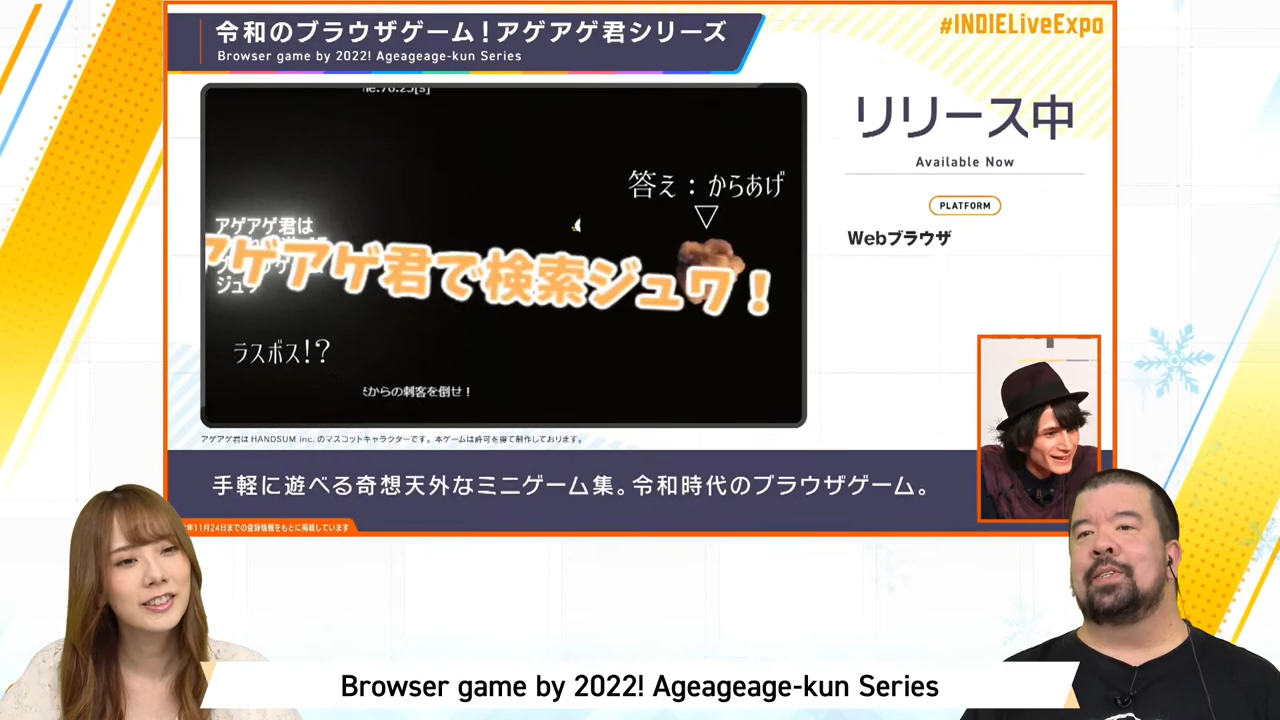 令和のブラウザゲーム！アゲアゲ君シリーズ
Browser game by 2022! Ageageage-kun Series
#INDIELiveExpo
リリース中
Available Now
PLATFORM
Webブラウザ
答え：からあげ
▽
アゲアゲ君は
アゲアゲ君で検索ジュワ！
ジュワ
ラスボス!?
からの刺客を倒せ！
アゲアゲ君は HANDSUM inc. のマスコットキャラクターです。本ゲームは許可を得て制作しております。
手軽に遊べる奇想天外なミニゲーム集。令和時代のブラウザゲーム。
年11月24日までの登録情報をもとに掲載しています
Browser game by 2022! Ageageage-kun Series